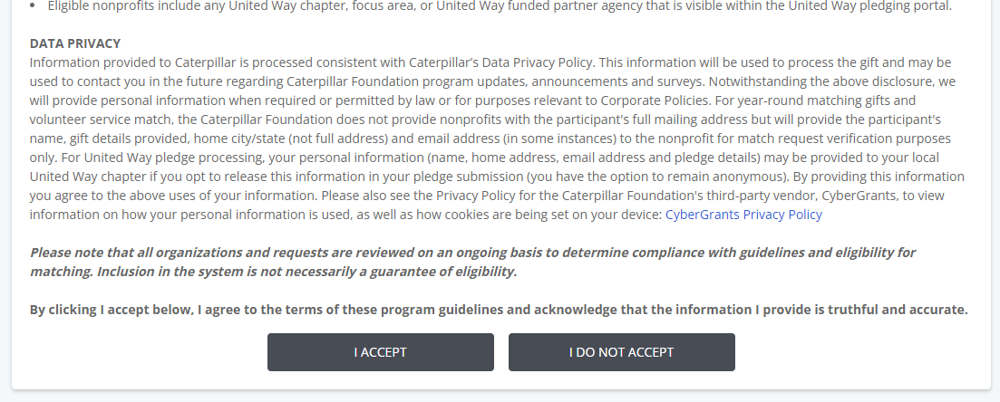 • Eligible nonprofits include any United Way chapter, focus area, or United Way funded partner agency that is visible within the United Way pledging portal.
DATA PRIVACY
Information provided to Caterpillar is processed consistent with Caterpillar's Data Privacy Policy. This information will be used to process the gift and may be
used to contact you in the future regarding Caterpillar Foundation program updates, announcements and surveys. Notwithstanding the above disclosure, we
will provide personal information when required or permitted by law or for purposes relevant to Corporate Policies. For year-round matching gifts and
volunteer service match, the Caterpillar Foundation does not provide nonprofits with the participant's full mailing address but will provide the participant's
name, gift details provided, home city/state (not full address) and email address (in some instances) to the nonprofit for match request verification purposes
only. For United Way pledge processing, your personal information (name, home address, email address and pledge details) may be provided to your local
United Way chapter if you opt to release this information in your pledge submission (you have the option to remain anonymous). By providing this information
you agree to the above uses of your information. Please also see the Privacy Policy for the Caterpillar Foundation's third-party vendor, CyberGrants, to view
information on how your personal information is used, as well as how cookies are being set on your device: CyberGrants Privacy Policy
Please note that all organizations and requests are reviewed on an ongoing basis to determine compliance with guidelines and eligibility for
matching. Inclusion in the system is not necessarily a guarantee of eligibility.
By clicking I accept below, I agree to the terms of these program guidelines and acknowledge that the information I provide is truthful and accurate.
I ACCEPT
I DO NOT ACCEPT